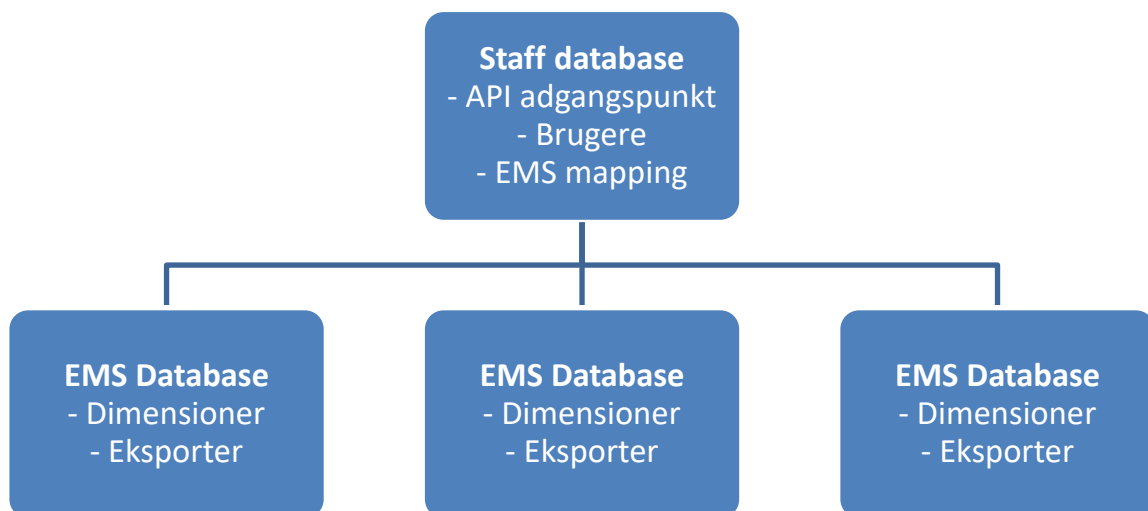 Staff database
- API adgangspunkt
- Brugere
- EMS mapping
EMS Database
- Dimensioner
- Eksporter
EMS Database
- Dimensioner
- Eksporter
EMS Database
- Dimensioner
- Eksporter